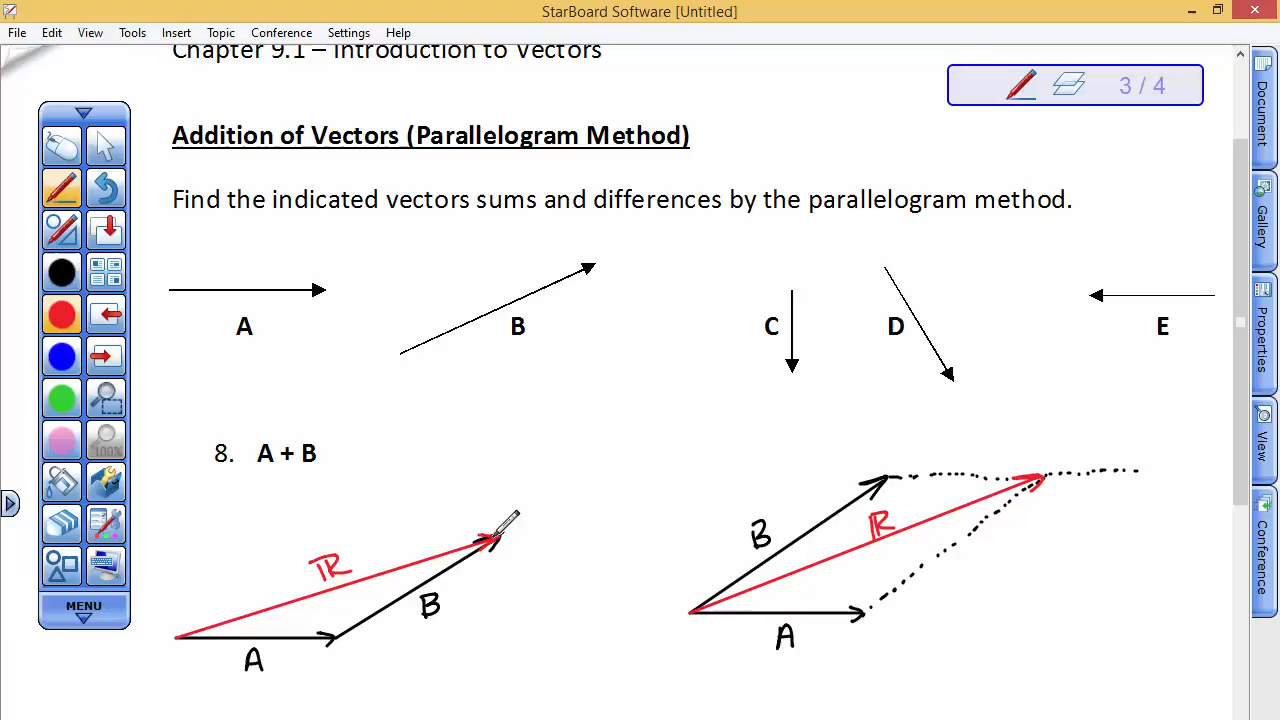 StarBoard Software [Untitled]
File Edit View Tools Insert Topic Conference Settings Help
Chapter 9.1 – Introduction to Vectors
3 / 4
Addition of Vectors (Parallelogram Method)
Find the indicated vectors sums and differences by the parallelogram method.
A
B
C
D
E
8. A + B
R
B
A
B
R
A
100%
MENU
Document
Gallery
Properties
View
Conference